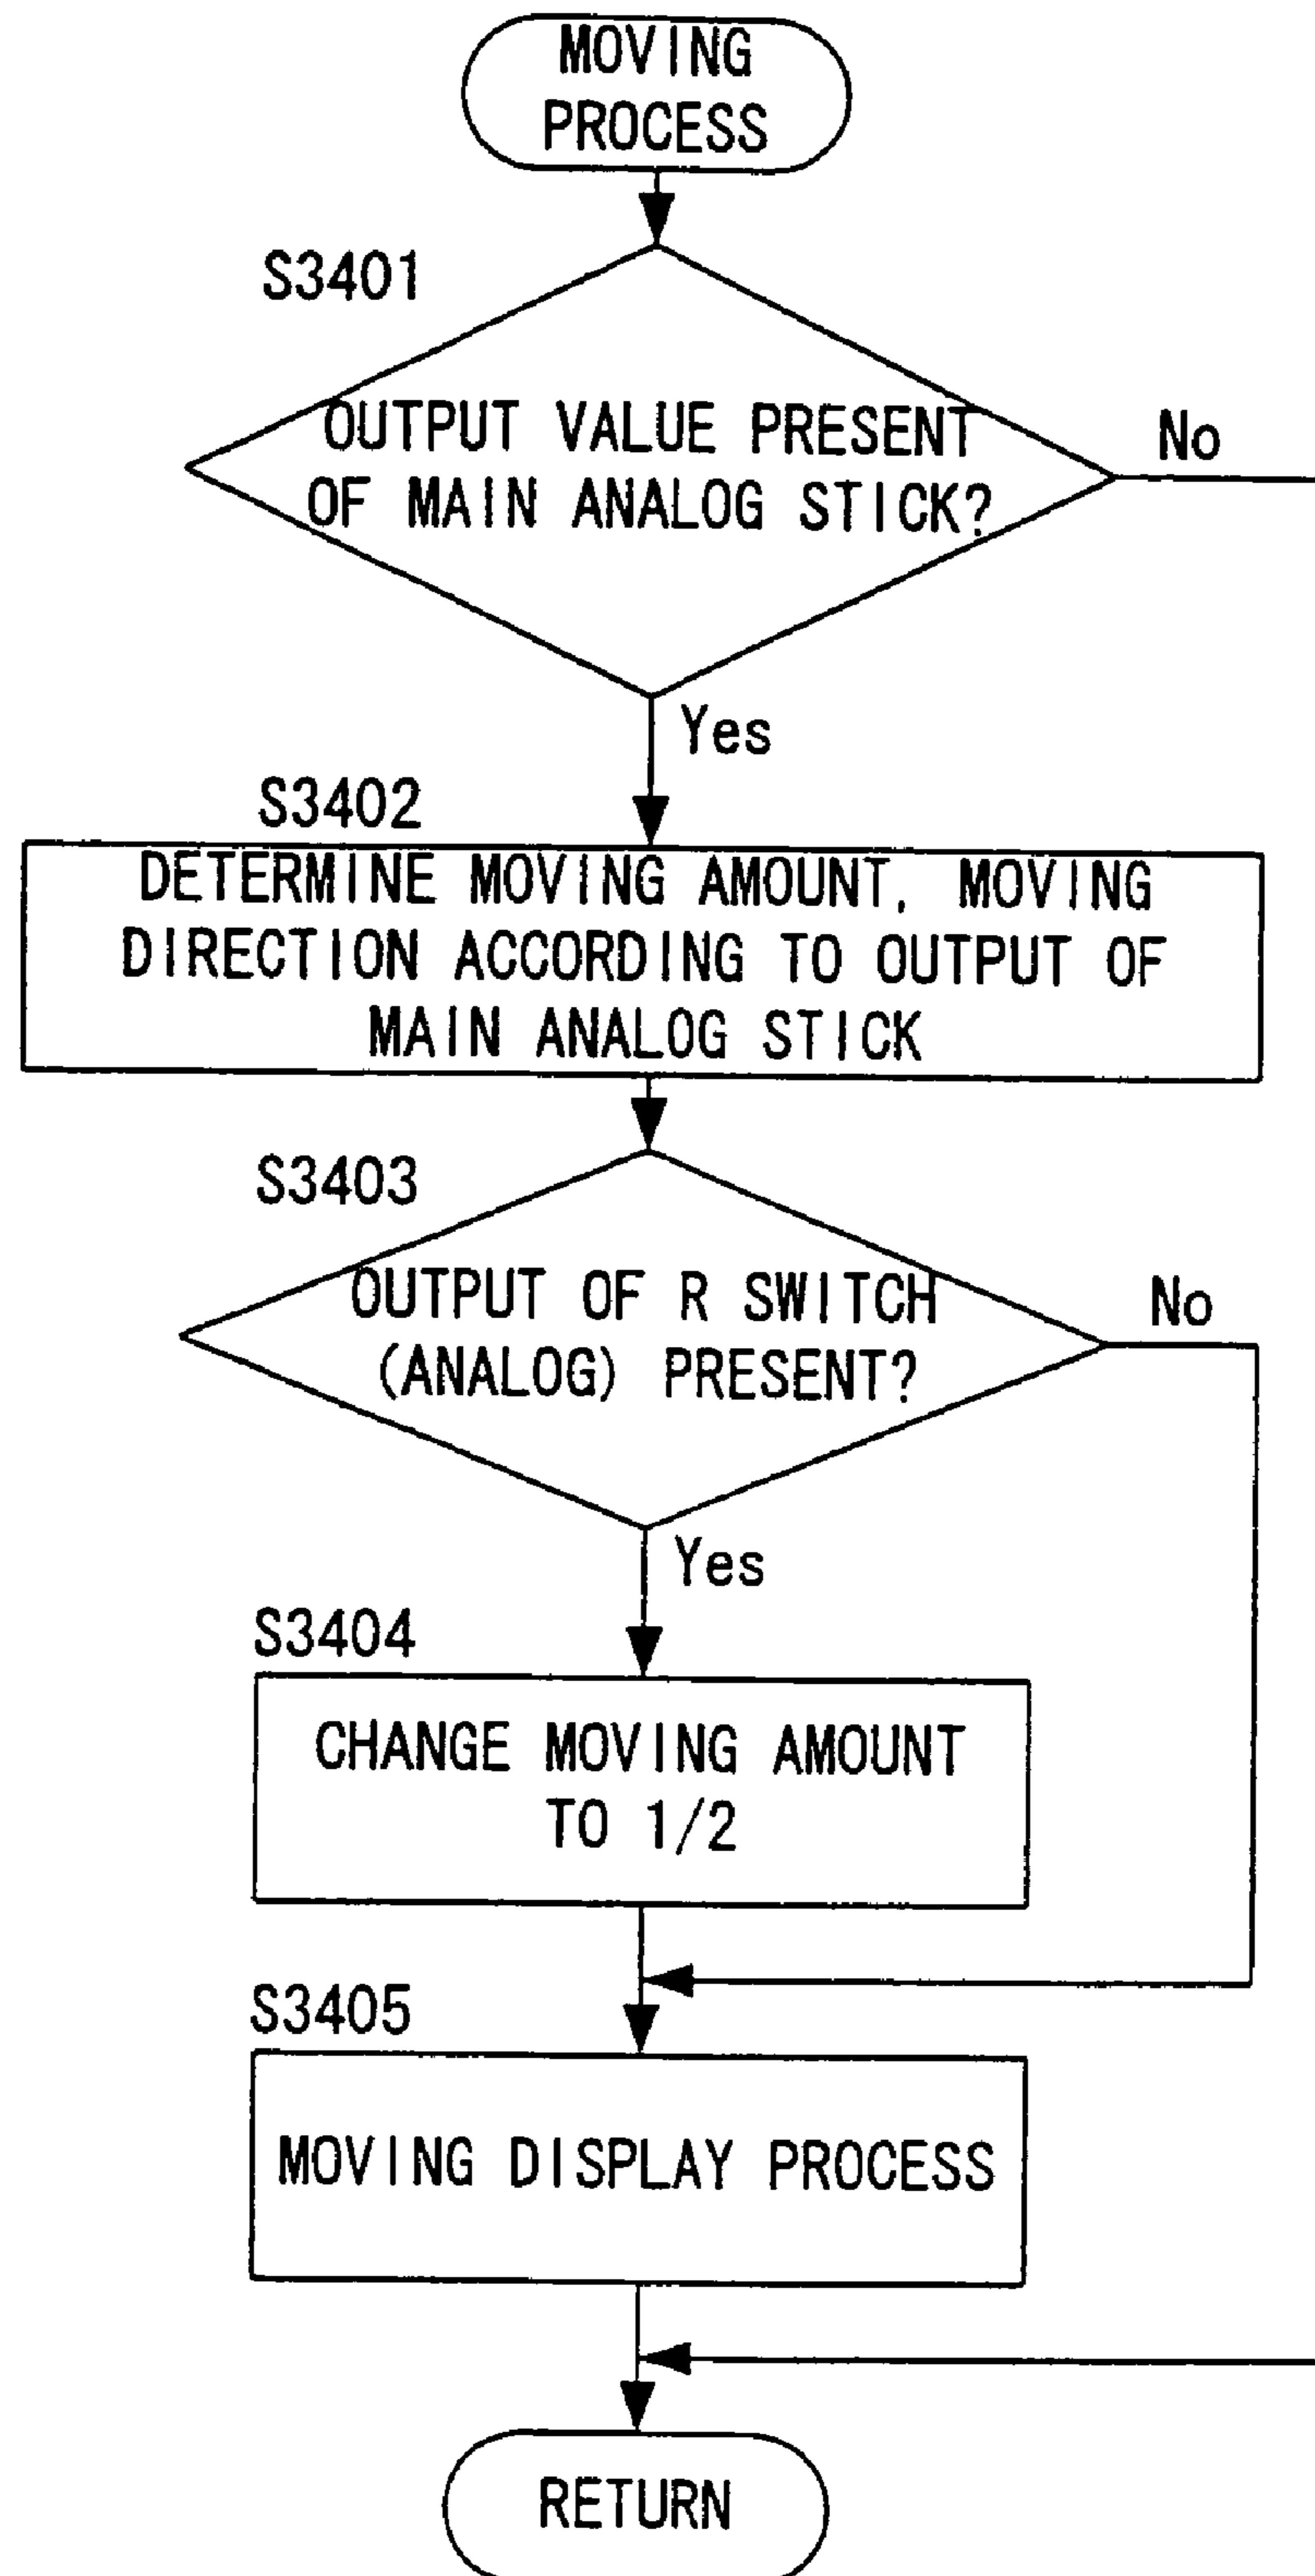 MOVING
PROCESS
S3401
OUTPUT VALUE PRESENT
OF MAIN ANALOG STICK?
No
Yes
S3402
DETERMINE MOVING AMOUNT, MOVING
DIRECTION ACCORDING TO OUTPUT OF
MAIN ANALOG STICK
S3403
OUTPUT OF R SWITCH
(ANALOG) PRESENT?
No
Yes
S3404
CHANGE MOVING AMOUNT
TO 1/2
S3405
MOVING DISPLAY PROCESS
RETURN